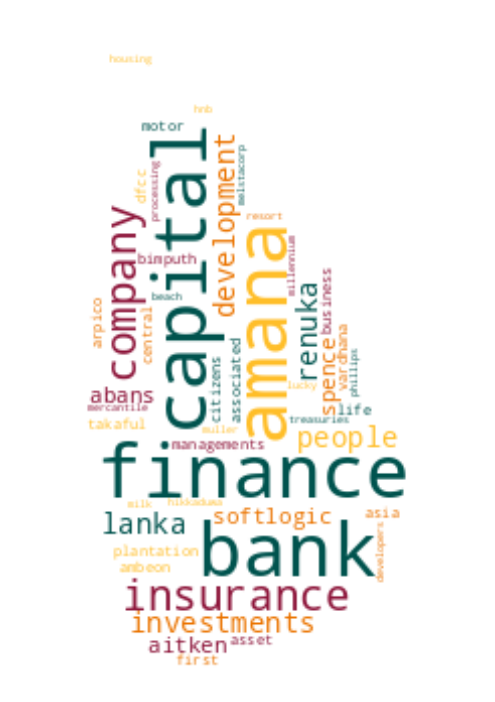 housing
hnb
motor
capital
development
meistacorp
processing
dfcc
company
bimputh
resort
amana
millennium
beach
business
renuka
arpico
central
spence
vardhana
phillips
citizens
associated
abans
mercantile
lucky
life
takaful
muller
treasuries
managements
people
finance
milk
hikkaduwa
lanka
softlogic
asia
bank
developers
plantation
ambeon
insurance
investments
aitken
asset
first